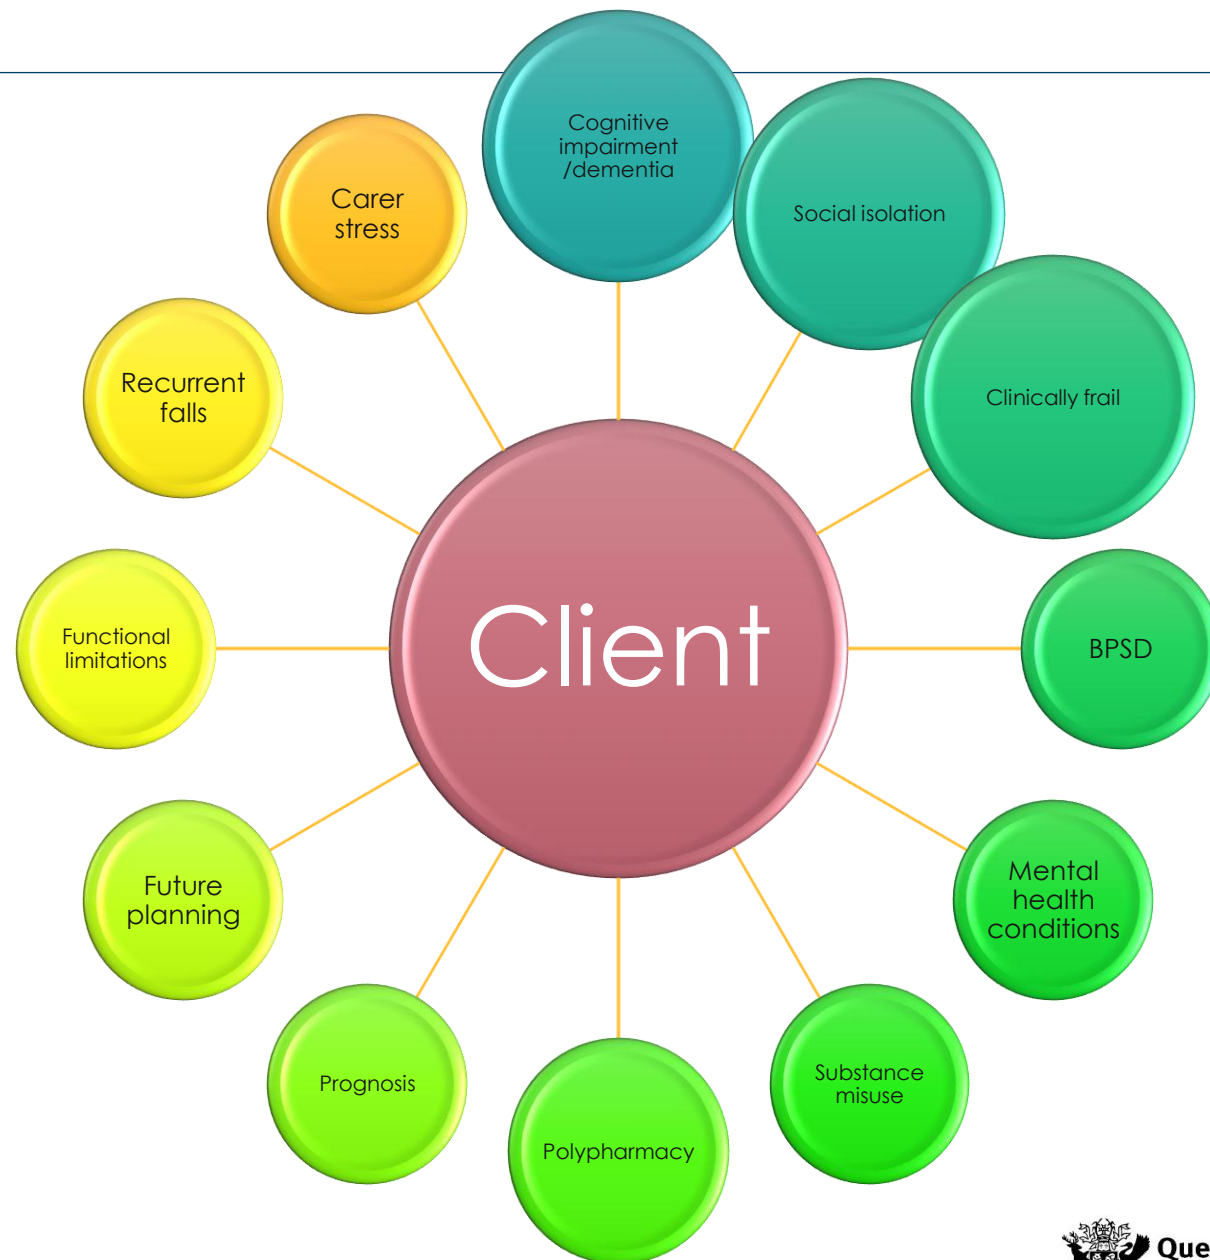 Cognitive
impairment
/dementia
Social isolation
Clinically frail
BPSD
Mental
health
conditions
Substance
misuse
Polypharmacy
Prognosis
Future
planning
Functional
limitations
Recurrent
falls
Carer
stress
Client
Que